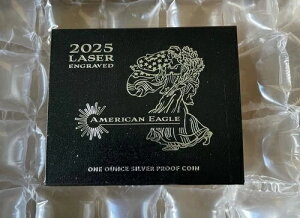 2025
LASER
ENGRAVED
AMERICAN EAGLE
ONE OUNCE SILVER PROOF COIN